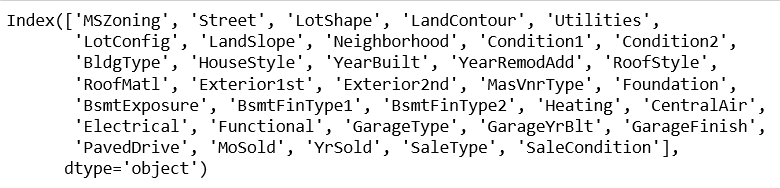 Index(['MSZoning', 'Street', 'LotShape', 'LandContour', 'Utilities',
'LotConfig', 'LandSlope', 'Neighborhood', 'Condition1', 'Condition2',
'BldgType', 'HouseStyle', 'YearBuilt', 'YearRemodAdd', 'RoofStyle',
'RoofMatl', 'Exterior1st', 'Exterior2nd', 'MasVnrType', 'Foundation',
'BsmtExposure', 'BsmtFinType1', 'BsmtFinType2', 'Heating', 'CentralAir',
'Electrical', 'Functional', 'GarageType', 'GarageYrBlt', 'GarageFinish',
'PavedDrive', 'MoSold', 'YrSold', 'SaleType', 'SaleCondition'],
dtype='object')